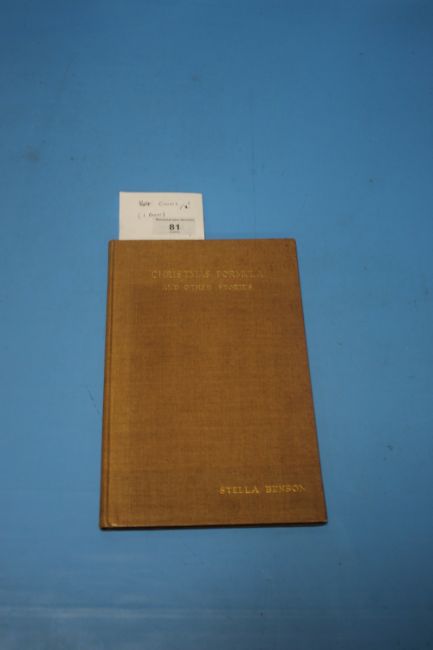 81
CHRISTMAS FORMULA
AND OTHER STORIES
STELLA BENSON